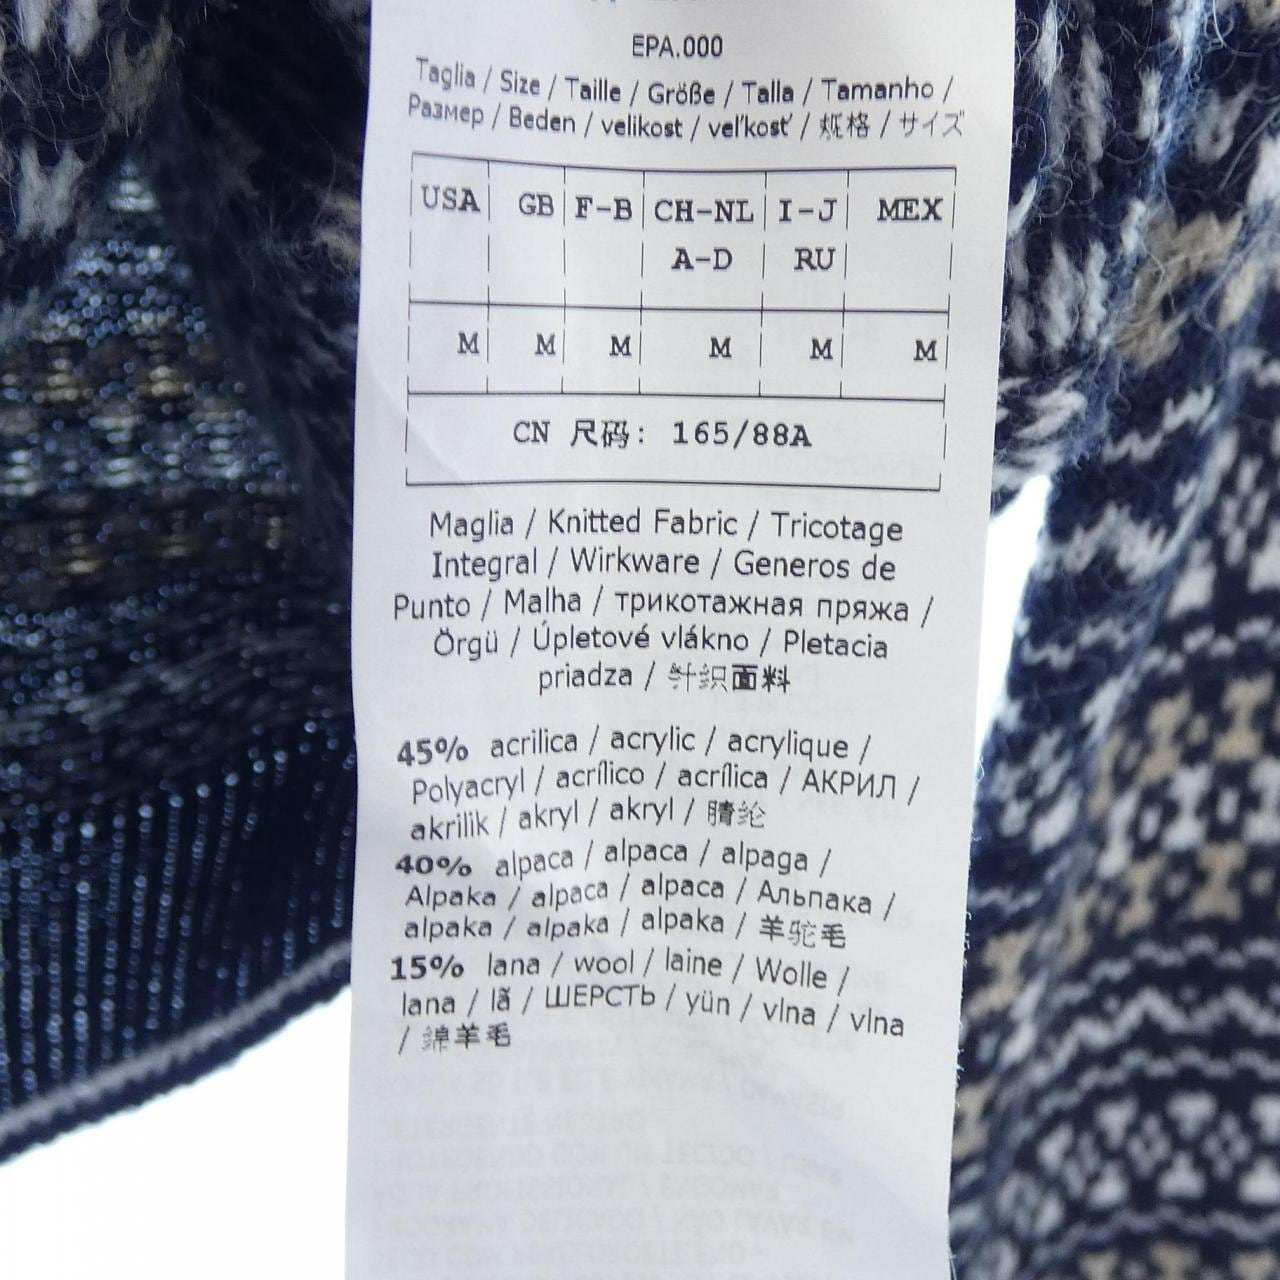 EPA.000
Taglia / Size / Taille / Größe / Talla / Tamanho /
Размер / Beden / velikost / veľkosť / 规格 / サイズ
USA GB F-B CH-NL I-J MEX
A-D RU
M M M M M M
CN 尺码: 165/88A
Maglia / Knitted Fabric / Tricotage
Integral / Wirkware / Generos de
Punto / Malha / трикотажная пряжа /
Örgü / Úpletové vlákno / Pletacia
priadza / 针织面料
45% acrilica / acrylic / acrylique /
Polyacryl / acrílico / acrílica / АКРИЛ /
akrilik / akryl / akryl / 腈纶
40% alpaca / alpaca / alpaga /
Alpaka / alpaca / alpaca / Альпака /
alpaka / alpaka / alpaka / 羊驼毛
15% lana / wool / laine / Wolle /
lana / lã / ШЕРСТЬ / yün / vlna / vlna
/ 绵羊毛